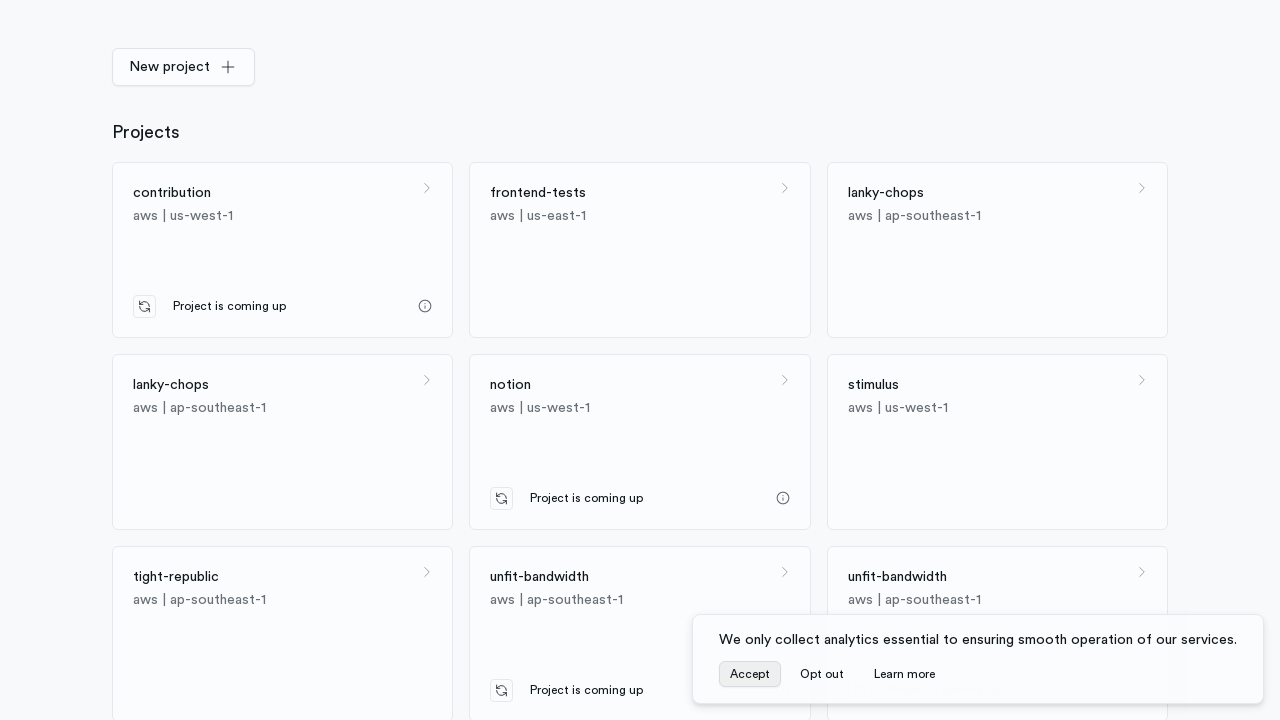 New project
Projects
contribution
aws | us-west-1
Project is coming up
frontend-tests
aws | us-east-1
lanky-chops
aws | ap-southeast-1
lanky-chops
aws | ap-southeast-1
notion
aws | us-west-1
Project is coming up
stimulus
aws | us-west-1
tight-republic
aws | ap-southeast-1
unfit-bandwidth
aws | ap-southeast-1
Project is coming up
unfit-bandwidth
aws | ap-southeast-1
We only collect analytics essential to ensuring smooth operation of our services.
Accept Opt out Learn more